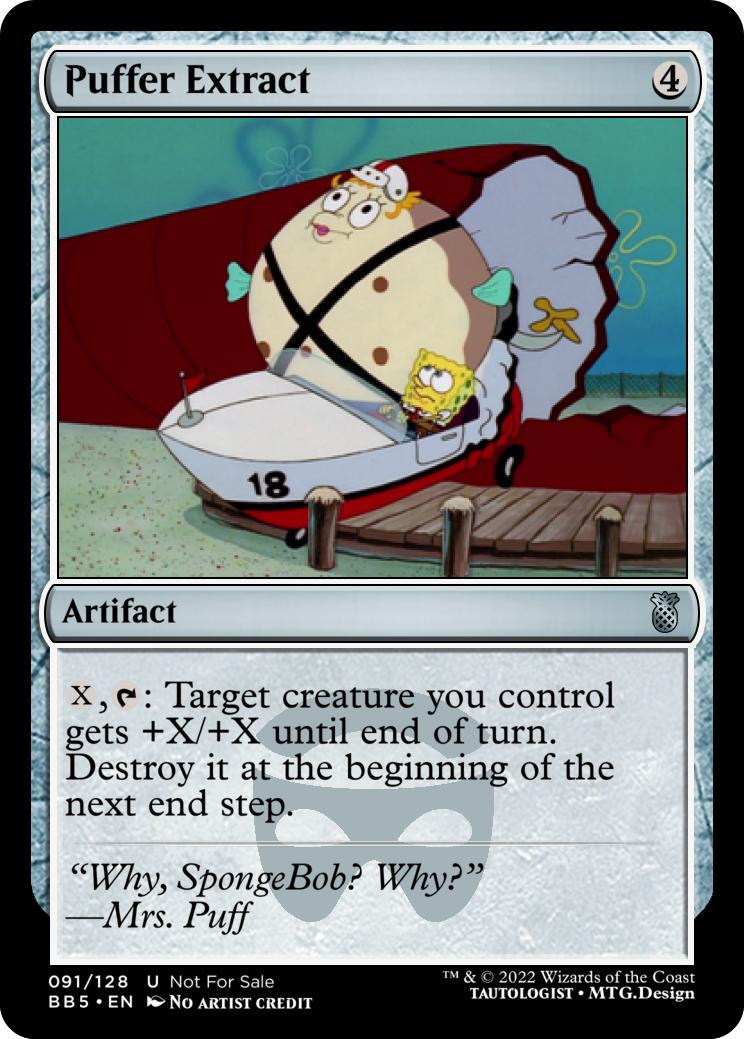 Puffer Extract 4
18
Artifact
X, : Target creature you control
gets +X/+X until end of turn.
Destroy it at the beginning of the
next end step.
“Why, SpongeBob? Why?”
—Mrs. Puff
091/128 U Not For Sale
BB5 • EN No Artist Credit
™ & © 2022 Wizards of the Coast
TAUTOLOGIST • MTG.Design